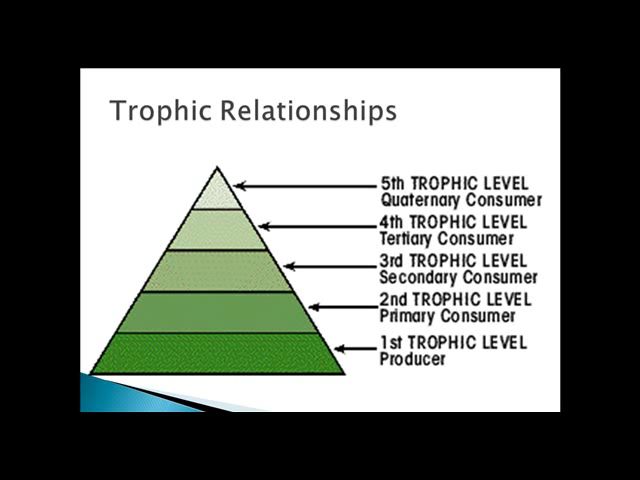 Trophic Relationships
5th TROPHIC LEVEL
Quaternary Consumer
4th TROPHIC LEVEL
Tertiary Consumer
3rd TROPHIC LEVEL
Secondary Consumer
2nd TROPHIC LEVEL
Primary Consumer
1st TROPHIC LEVEL
Producer